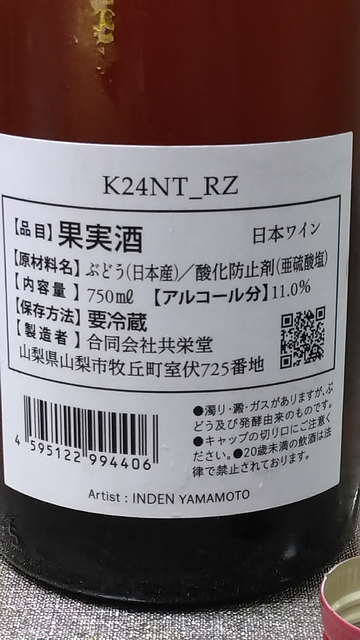 K24NT_RZ
【品目】果実酒 日本ワイン
【原材料名】ぶどう(日本産)／酸化防止剤(亜硫酸塩)
【内容量】750㎖ 【アルコール分】11.0%
【保存方法】要冷蔵
【製造者】合同会社共栄堂
山梨県山梨市牧丘町室伏725番地
●濁り・澱・ガスがありますが、ぶ
どう及び発酵由来のものです。
●キャップの切り口にご注意く
ださい。●20歳未満の飲酒は法
律で禁止されております。
4 595122 994406
Artist : INDEN YAMAMOTO